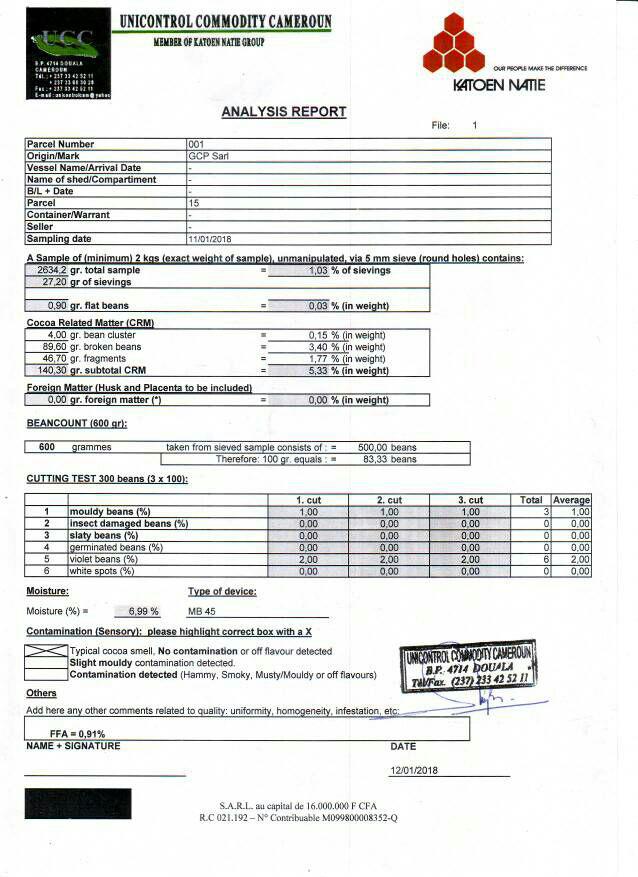 UCC
B.P. 4714 DOUALA
CAMEROUN
Tél.: + 237 33 42 52 11
+ 237 33 68 30 28
Fax : + 237 33 42 52 11
E-mail : unicontrolcam@yahoo
UNICONTROL COMMODITY CAMEROUN
MEMBER OF KATOEN NATIE GROUP
OUR PEOPLE MAKE THE DIFFERENCE
KATOEN NATIE
ANALYSIS REPORT
File: 1
Parcel Number 001
Origin/Mark GCP Sarl
Vessel Name/Arrival Date -
Name of shed/Compartiment -
B/L + Date -
Parcel 15
Container/Warrant -
Seller -
Sampling date 11/01/2018
A Sample of (minimum) 2 kgs (exact weight of sample), unmanipulated, via 5 mm sieve (round holes) contains:
2634,2 gr. total sample = 1,03 % of sievings
27,20 gr of sievings
0,90 gr. flat beans = 0,03 % (in weight)
Cocoa Related Matter (CRM)
4,00 gr. bean cluster = 0,15 % (in weight)
89,60 gr. broken beans = 3,40 % (in weight)
46,70 gr. fragments = 1,77 % (in weight)
140,30 gr. subtotal CRM = 5,33 % (in weight)
Foreign Matter (Husk and Placenta to be included)
0,00 gr. foreign matter (*) = 0,00 % (in weight)
BEANCOUNT (600 gr):
600 grammes taken from sieved sample consists of : = 500,00 beans
Therefore: 100 gr. equals : = 83,33 beans
CUTTING TEST 300 beans (3 x 100):
1. cut 2. cut 3. cut Total Average
1 mouldy beans (%) 1,00 1,00 1,00 3 1,00
2 insect damaged beans (%) 0,00 0,00 0,00 0 0,00
3 slaty beans (%) 0,00 0,00 0,00 0 0,00
4 germinated beans (%) 0,00 0,00 0,00 0 0,00
5 violet beans (%) 2,00 2,00 2,00 6 2,00
6 white spots (%) 0,00 0,00 0,00 0 0,00
Moisture: Type of device:
Moisture (%) = 6,99 % MB 45
Contamination (Sensory): please highlight correct box with a X
Typical cocoa smell, No contamination or off flavour detected
Slight mouldy contamination detected.
Contamination detected (Hammy, Smoky, Musty/Mouldy or off flavours)
UNICONTROL COMMODITY CAMEROUN
B.P. 4714 DOUALA
Tél/Fax. (237) 233 42 52 11
Others
Add here any other comments related to quality: uniformity, homogeneity, infestation, etc:
FFA = 0,91%
NAME + SIGNATURE DATE
12/01/2018
S.A.R.L. au capital de 16.000.000 F CFA
R.C 021.192 – N° Contribuable M099800008352-Q